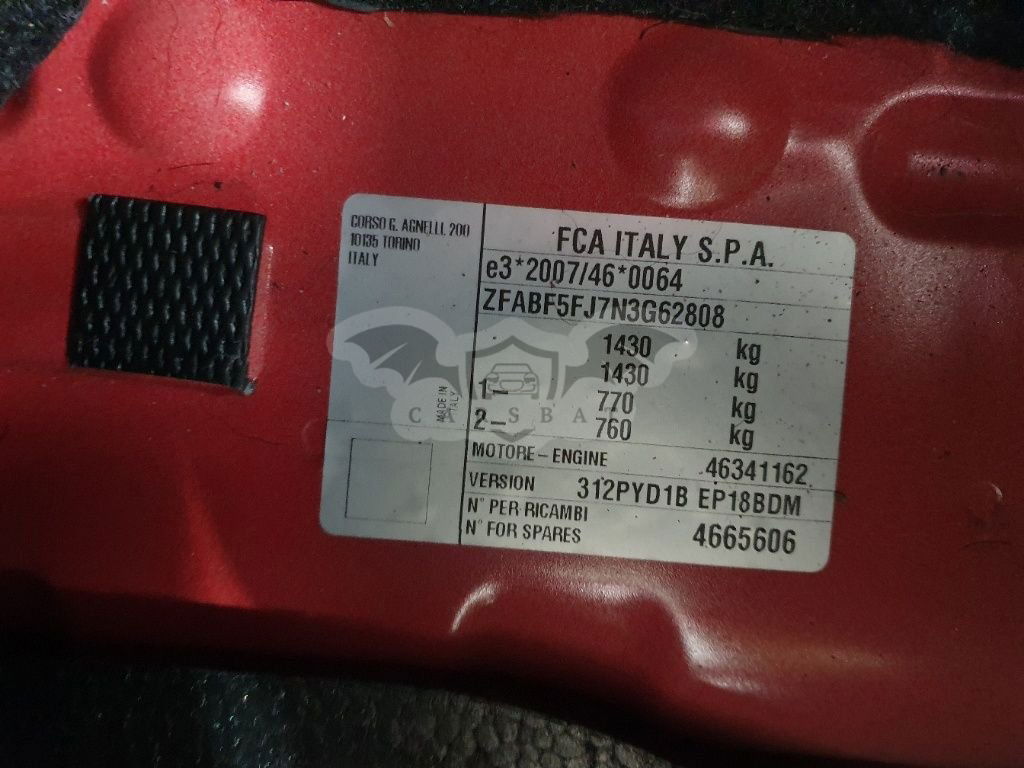 CORSO G. AGNELLI, 200
10135 TORINO
ITALY
FCA ITALY S.P.A.
e3*2007/46*0064
ZFABF5FJ7N3G62808
1430 kg
1430 kg
1– 770 kg
2– 760 kg
MADE IN
ITALY
CARSBAT
MOTORE – ENGINE 46341162
VERSION 312PYD1B EP18BDM
N° PER RICAMBI
N° FOR SPARES 4665606